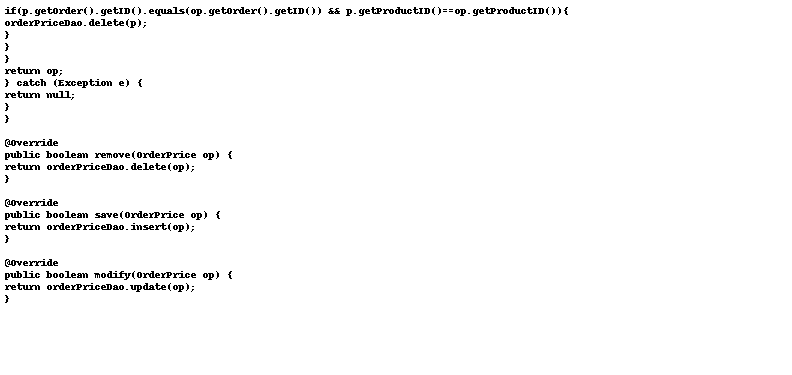 if(p.getOrder().getID().equals(op.getOrder().getID()) && p.getProductID()==op.getProductID()){
orderPriceDao.delete(p);
}
}
}
return op;
} catch (Exception e) {
return null;
}
}

@Override
public boolean remove(OrderPrice op) {
return orderPriceDao.delete(op);
}

@Override
public boolean save(OrderPrice op) {
return orderPriceDao.insert(op);
}

@Override
public boolean modify(OrderPrice op) {
return orderPriceDao.update(op);
}